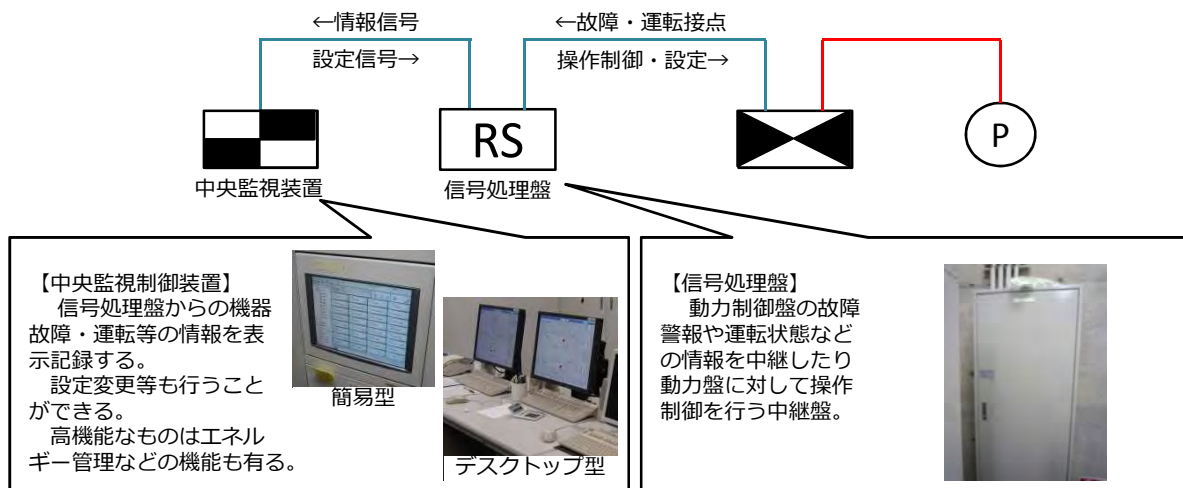 ←情報信号
設定信号→
←故障・運転接点
操作制御・設定→
RS
P
中央監視装置
信号処理盤
【中央監視制御装置】
信号処理盤からの機器
故障・運転等の情報を表
示記録する。
設定変更等も行うこと
ができる。
高機能なものはエネル
ギー管理などの機能も有る。
簡易型
デスクトップ型
【信号処理盤】
動力制御盤の故障
警報や運転状態など
の情報を中継したり
動力盤に対して操作
制御を行う中継盤。